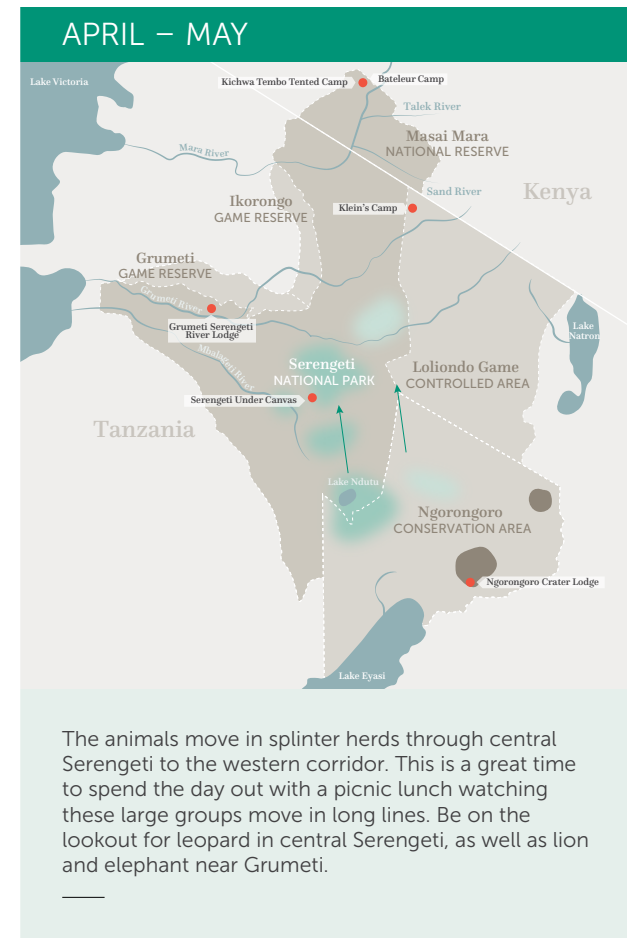 APRIL – MAY
Lake Victoria
Kichwa Tembo Tented Camp
Bateleur Camp
Talek River
Masai Mara
NATIONAL RESERVE
Mara River
Sand River
Kenya
Ikorongo
GAME RESERVE
Klein's Camp
Grumeti
GAME RESERVE
Grumeti River
Grumeti Serengeti
River Lodge
Lake
Natron
Mbalageti River
Serengeti
NATIONAL PARK
Loliondo Game
CONTROLLED AREA
Serengeti Under Canvas
Tanzania
Lake Ndutu
Ngorongoro
CONSERVATION AREA
Ngorongoro Crater Lodge
Lake Eyasi
The animals move in splinter herds through central
Serengeti to the western corridor. This is a great time
to spend the day out with a picnic lunch watching
these large groups move in long lines. Be on the
lookout for leopard in central Serengeti, as well as lion
and elephant near Grumeti.